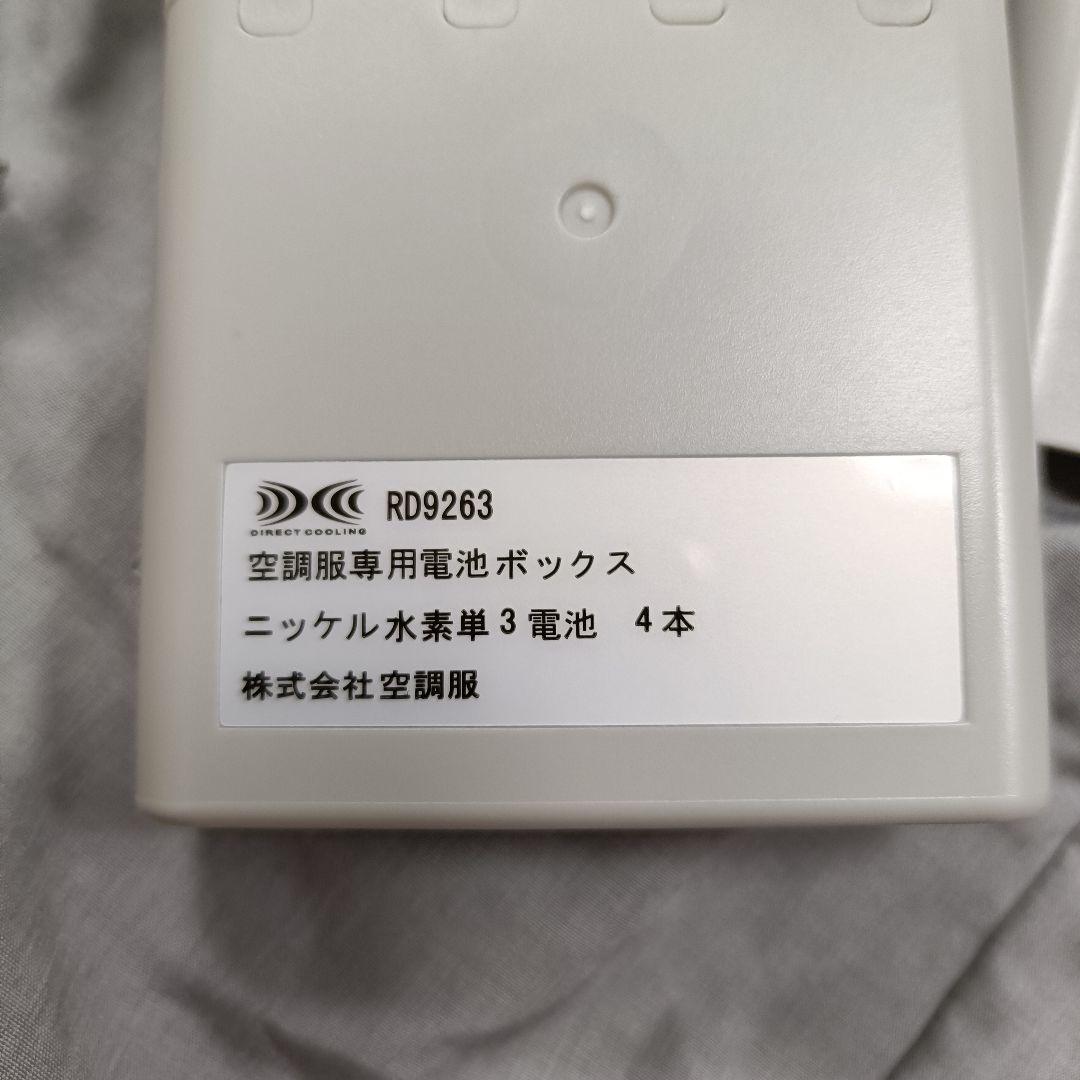 RD9263
DIRECT COOLING
空調服専用電池ボックス
ニッケル水素単3電池　4本
株式会社空調服